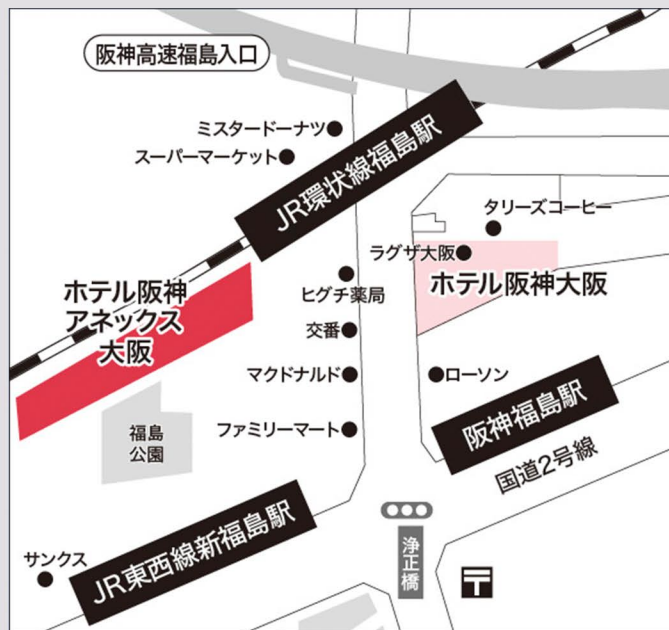 阪神高速福島入口
ミスタードーナツ
スーパーマーケット
JR環状線福島駅
タリーズコーヒー
ラグザ大阪
ホテル阪神大阪
ヒグチ薬局
ホテル阪神
アネックス
大阪
交番
マクドナルド
ローソン
ファミリーマート
福島
公園
阪神福島駅
国道2号線
JR東西線新福島駅
浄正橋
サンクス
〒